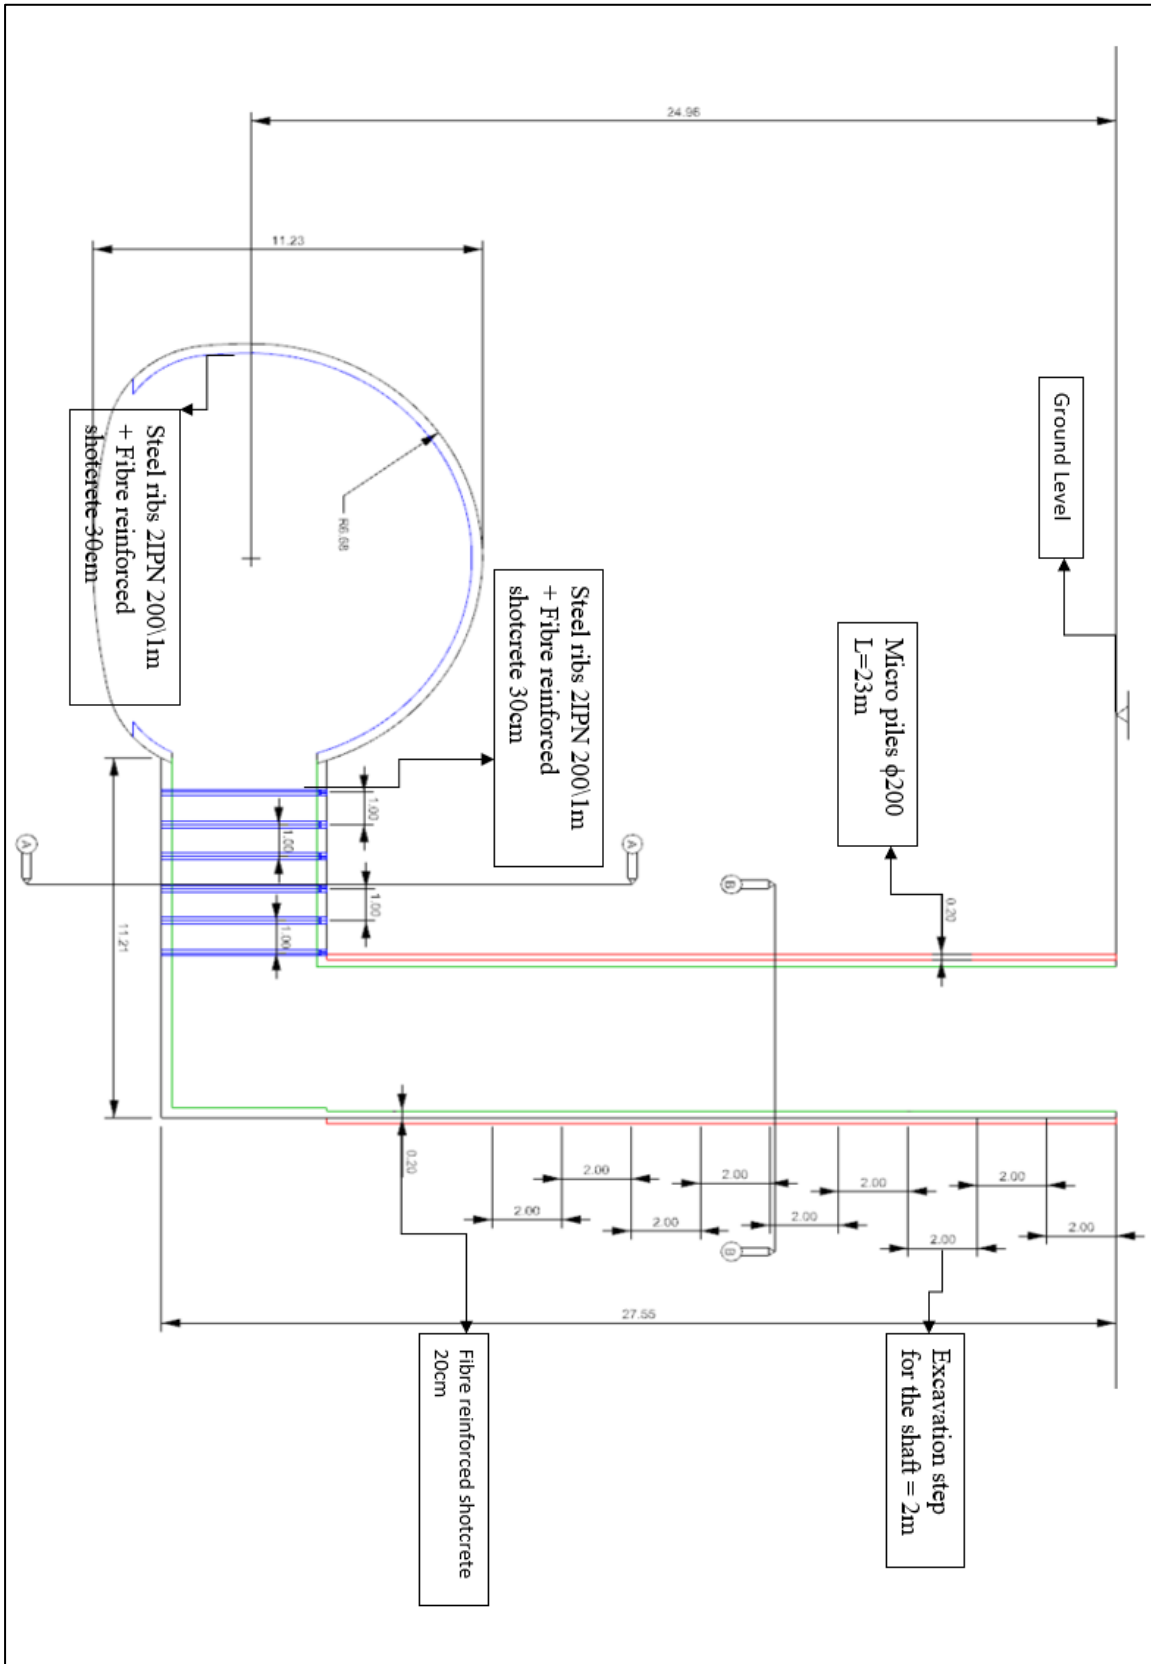 24.95
11.23
Ground Level
Steel ribs 2IPN 200\1m
+ Fibre reinforced
shotcrete 30cm
R6.68
Steel ribs 2IPN 200\1m
+ Fibre reinforced
shotcrete 30cm
Micro piles ϕ200
L=23m
1.00
1.00
1.00
1.00
A
A
B
B
0.20
11.21
0.20
2.00
2.00
2.00
2.00
2.00
2.00
2.00
2.00
2.00
27.55
Fibre reinforced shotcrete
20cm
Excavation step
for the shaft = 2m